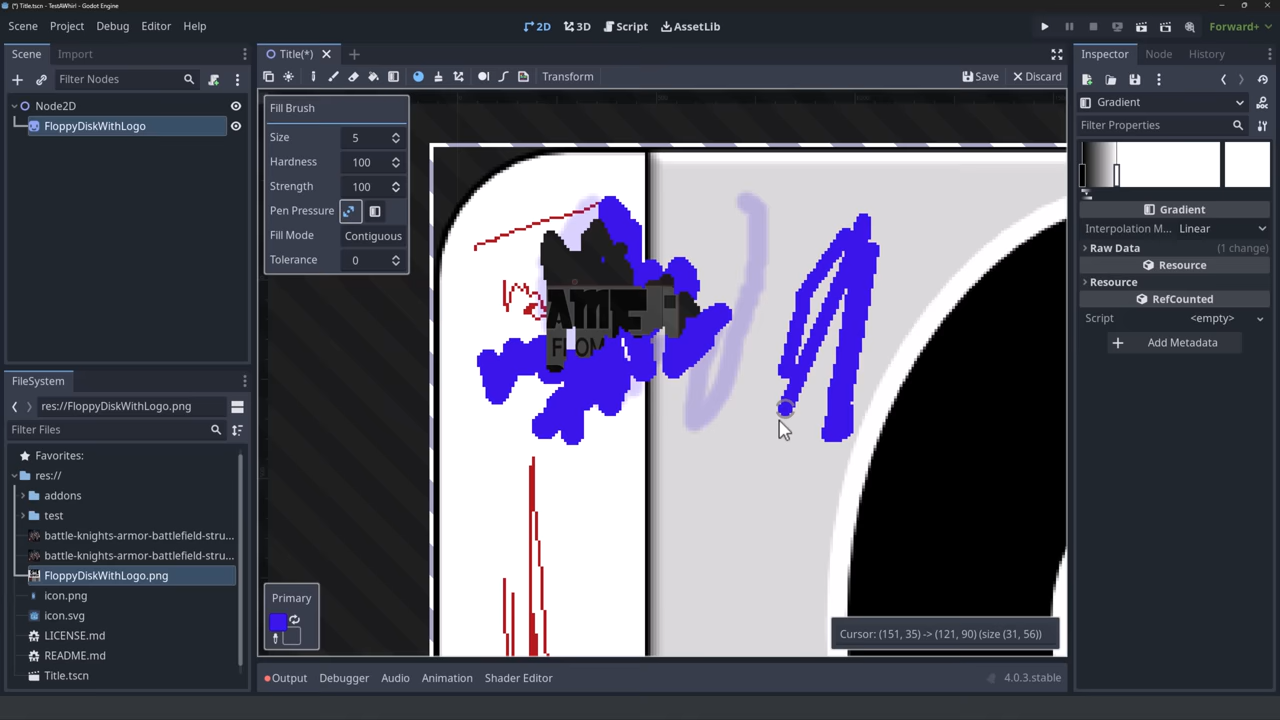 (*) Title.tscn - TestAWhirl - Godot Engine
Scene Project Debug Editor Help
2D 3D Script AssetLib
Forward+
Scene Import
Filter Nodes
Node2D
FloppyDiskWithLogo
FileSystem
res://FloppyDiskWithLogo.png
Filter Files
Favorites:
res://
addons
test
battle-knights-armor-battlefield-stru...
battle-knights-armor-battlefield-stru...
FloppyDiskWithLogo.png
icon.png
icon.svg
LICENSE.md
README.md
Title.tscn
Title(*)
Transform
Save Discard
Fill Brush
Size 5
Hardness 100
Strength 100
Pen Pressure
Fill Mode Contiguous
Tolerance 0
AME
FROM
Primary
Cursor: (151, 35) -> (121, 90) (size (31, 56))
Output Debugger Audio Animation Shader Editor
4.0.3.stable
Inspector Node History
Gradient
Filter Properties
Gradient
Interpolation M... Linear
Raw Data (1 change)
Resource
Resource
RefCounted
Script <empty>
Add Metadata